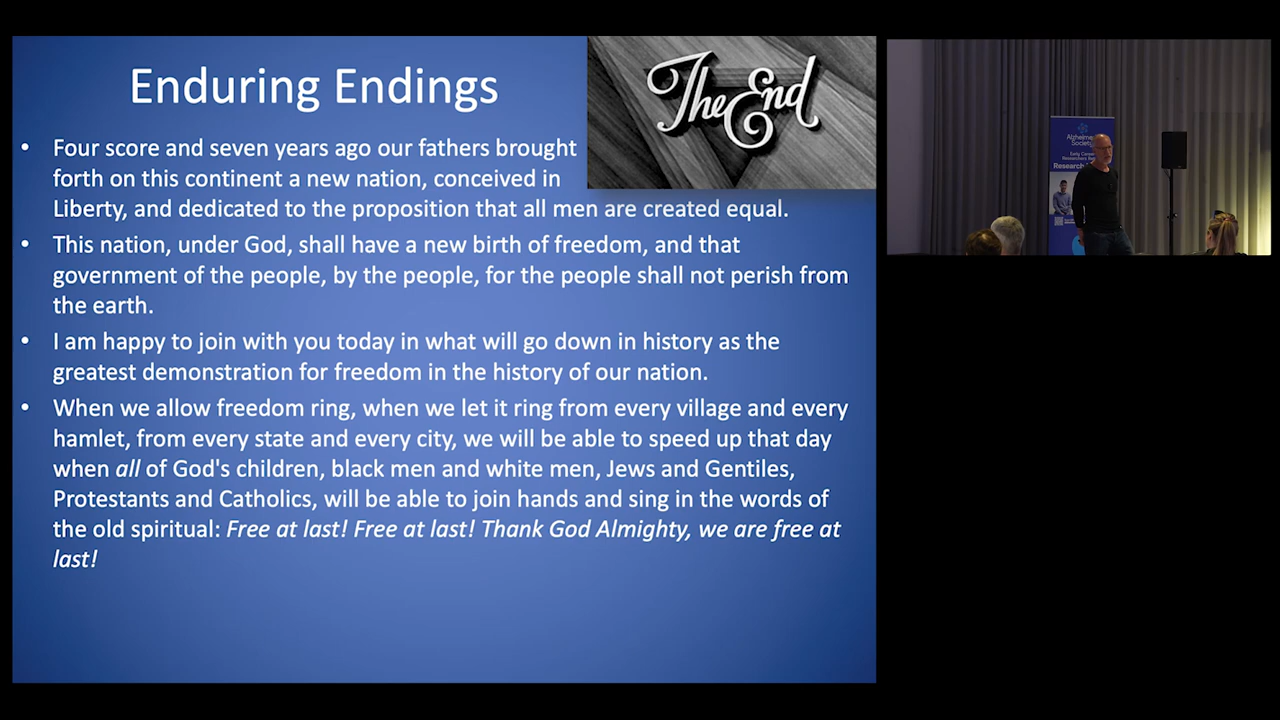 Enduring Endings
The End
• Four score and seven years ago our fathers brought
forth on this continent a new nation, conceived in
Liberty, and dedicated to the proposition that all men are created equal.
• This nation, under God, shall have a new birth of freedom, and that
government of the people, by the people, for the people shall not perish from
the earth.
• I am happy to join with you today in what will go down in history as the
greatest demonstration for freedom in the history of our nation.
• When we allow freedom ring, when we let it ring from every village and every
hamlet, from every state and every city, we will be able to speed up that day
when all of God's children, black men and white men, Jews and Gentiles,
Protestants and Catholics, will be able to join hands and sing in the words of
the old spiritual: Free at last! Free at last! Thank God Almighty, we are free at
last!
Society
Early
Research